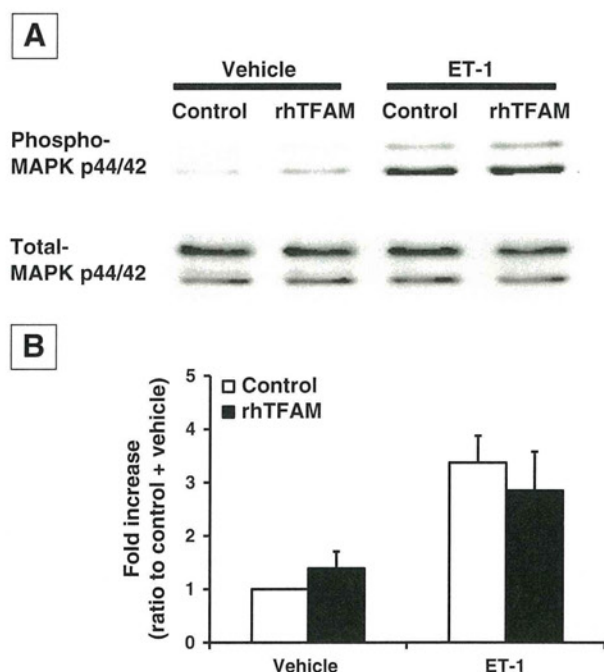 A
Vehicle ET-1
Control rhTFAM Control rhTFAM
Phospho-
MAPK p44/42
Total-
MAPK p44/42
B
Fold increase
(ratio to control + vehicle)
5
4
3
2
1
0
Control
rhTFAM
Vehicle ET-1